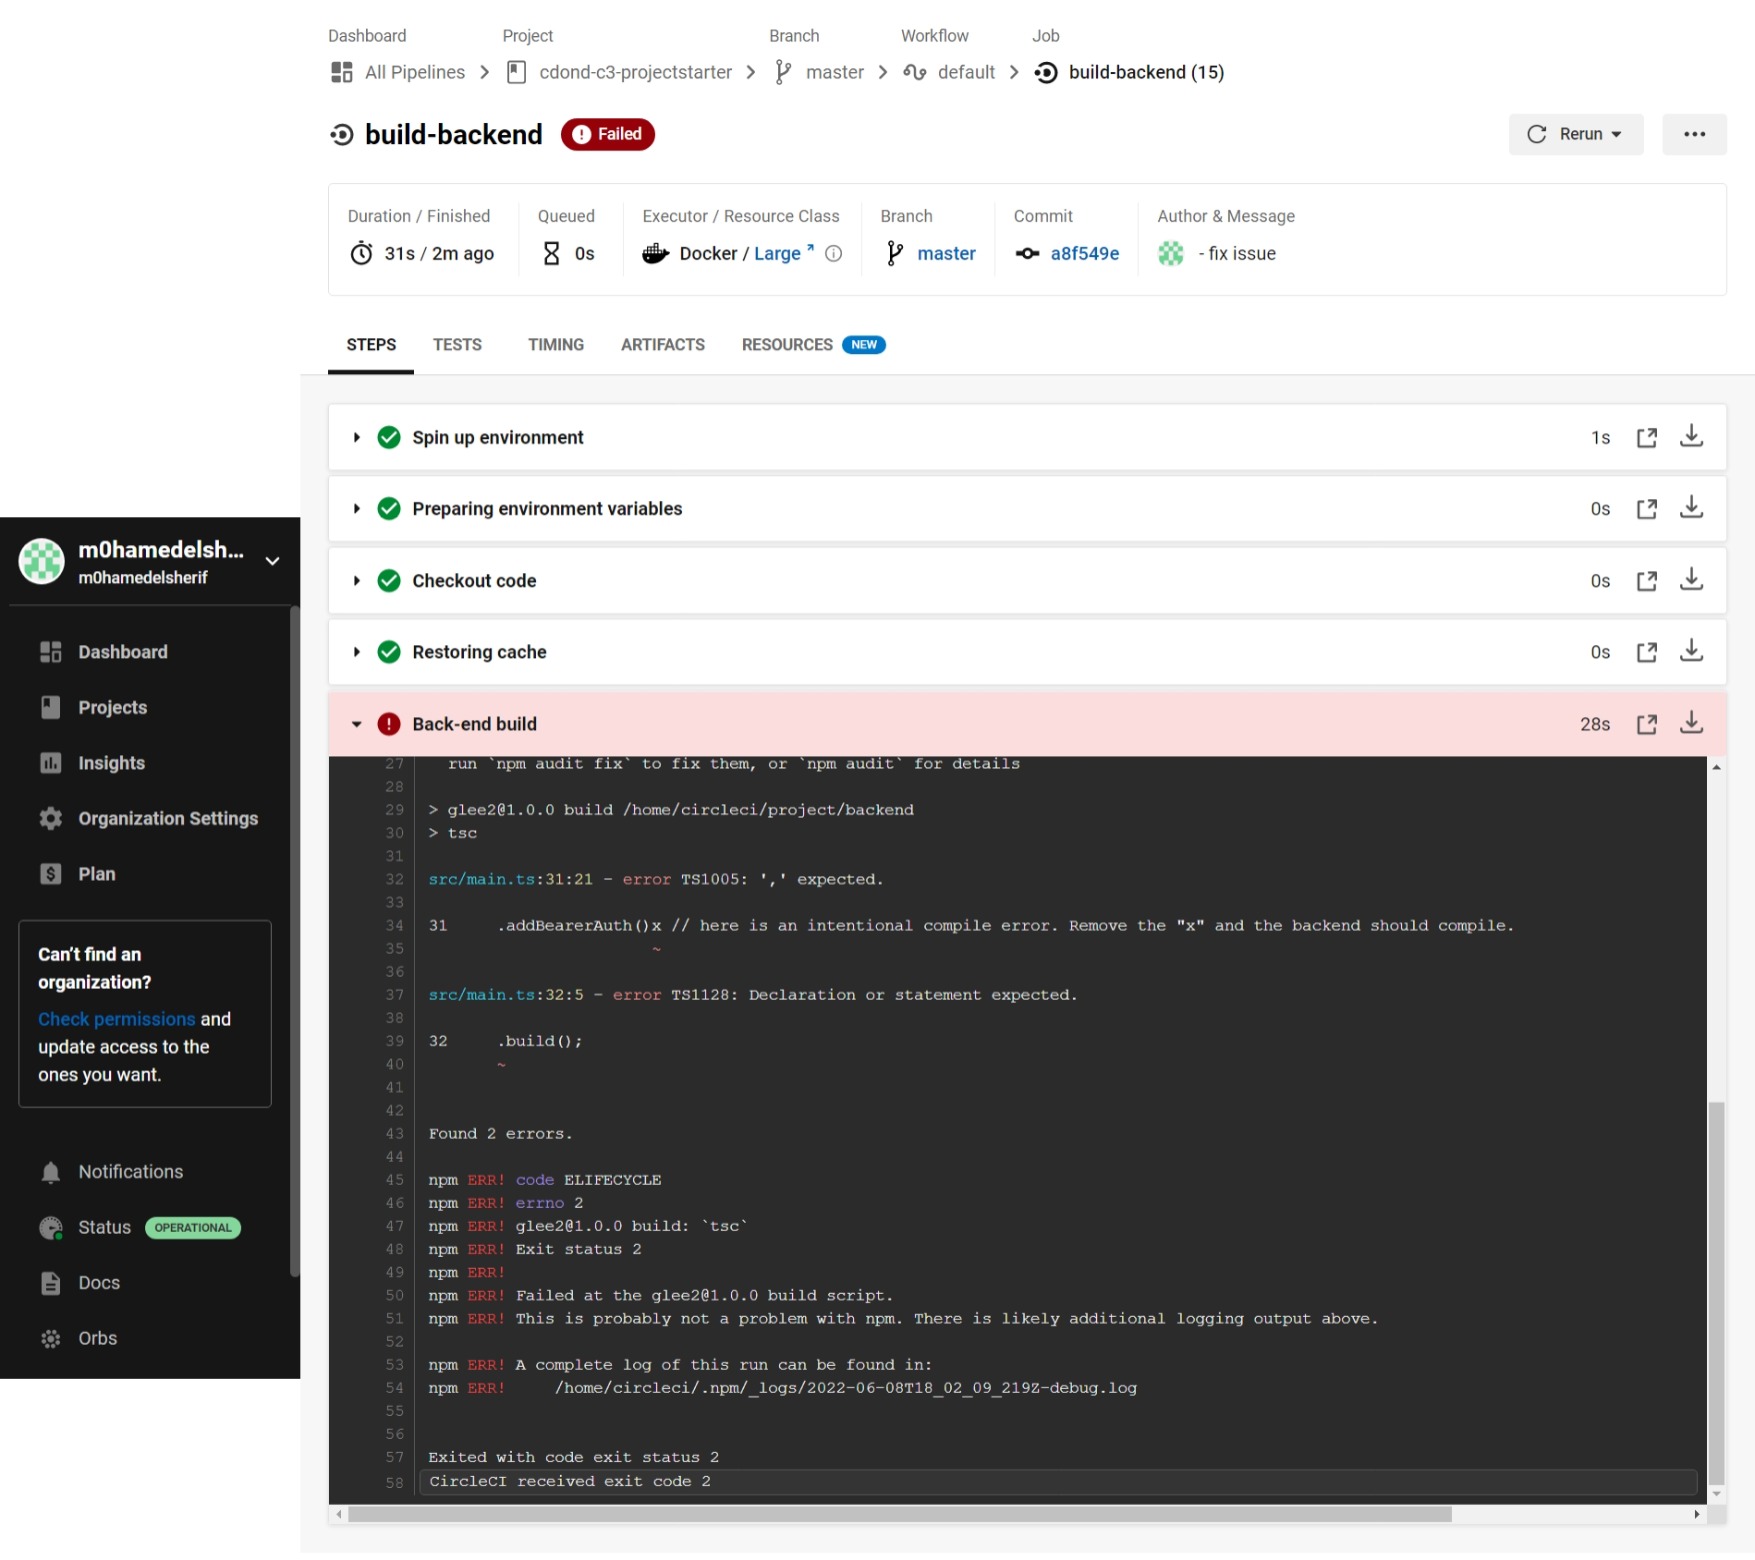 Dashboard Project Branch Workflow Job
All Pipelines cdond-c3-projectstarter master default build-backend (15)
build-backend Failed Rerun
Duration / Finished Queued Executor / Resource Class Branch Commit Author & Message
31s / 2m ago 0s Docker / Large master a8f549e - fix issue
STEPS TESTS TIMING ARTIFACTS RESOURCES NEW
Spin up environment 1s
Preparing environment variables 0s
Checkout code 0s
Restoring cache 0s
Back-end build 28s
m0hamedelsh...
m0hamedelsherif
Dashboard
Projects
Insights
Organization Settings
Plan
Can't find an
organization?
Check permissions and
update access to the
ones you want.
Notifications
Status OPERATIONAL
Docs
Orbs
27 run `npm audit fix` to fix them, or `npm audit` for details
28
29 > glee2@1.0.0 build /home/circleci/project/backend
30 > tsc
31
32 src/main.ts:31:21 - error TS1005: ',' expected.
33
34 31 .addBearerAuth()x // here is an intentional compile error. Remove the "x" and the backend should compile.
35 ~
36
37 src/main.ts:32:5 - error TS1128: Declaration or statement expected.
38
39 32 .build();
40 ~
41
42
43 Found 2 errors.
44
45 npm ERR! code ELIFECYCLE
46 npm ERR! errno 2
47 npm ERR! glee2@1.0.0 build: `tsc`
48 npm ERR! Exit status 2
49 npm ERR!
50 npm ERR! Failed at the glee2@1.0.0 build script.
51 npm ERR! This is probably not a problem with npm. There is likely additional logging output above.
52
53 npm ERR! A complete log of this run can be found in:
54 npm ERR! /home/circleci/.npm/_logs/2022-06-08T18_02_09_219Z-debug.log
55
56
57 Exited with code exit status 2
58 CircleCI received exit code 2